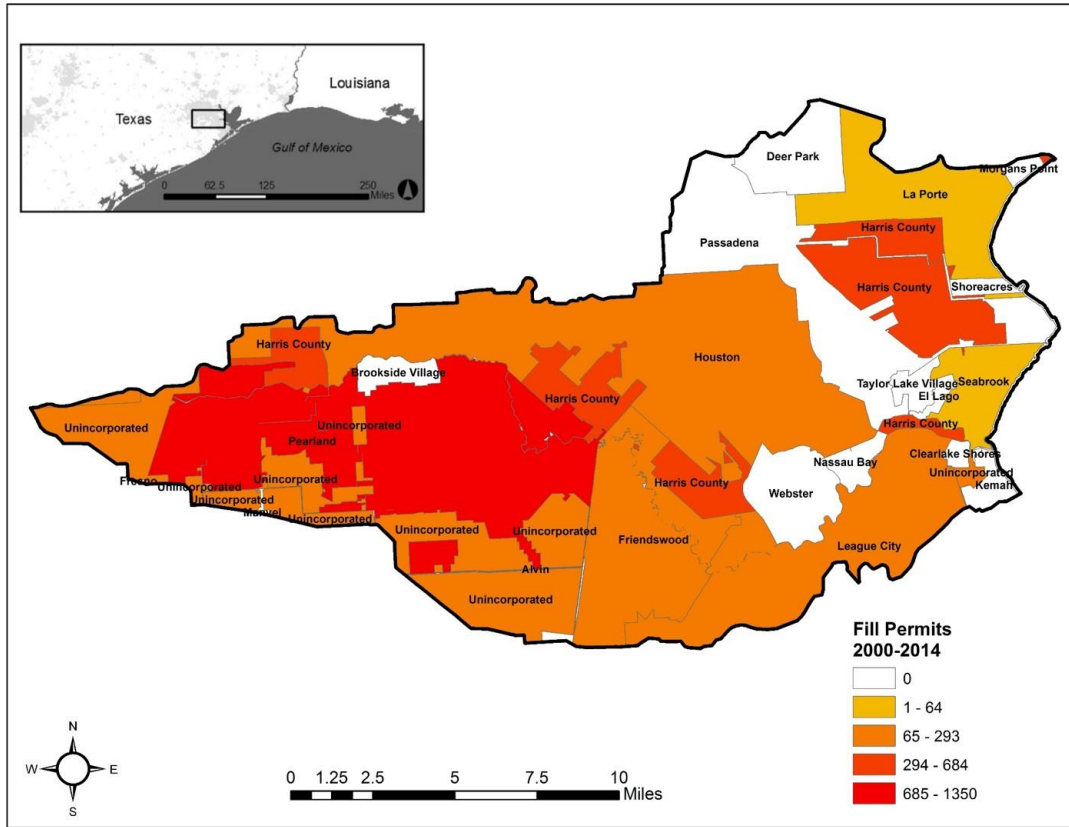 Louisiana
Texas
Gulf of Mexico
0 62.5 125 250
Miles
Deer Park
Morgans Point
La Porte
Harris County
Passadena
Harris County
Shoreacres
Harris County
Houston
Brookside Village
Taylor Lake Village
Seabrook
El Lago
Harris County
Unincorporated
Unincorporated
Harris County
Pearland
Clearlake Shores
Nassau Bay
Unincorporated
Fresno
Unincorporated
Unincorporated
Harris County
Kemah
Webster
Unincorporated
Manvel
Unincorporated
Unincorporated
Unincorporated
Friendswood
League City
Alvin
Unincorporated
Fill Permits
2000-2014
0
1 - 64
65 - 293
294 - 684
685 - 1350
N
W E
S
0 1.25 2.5 5 7.5 10
Miles